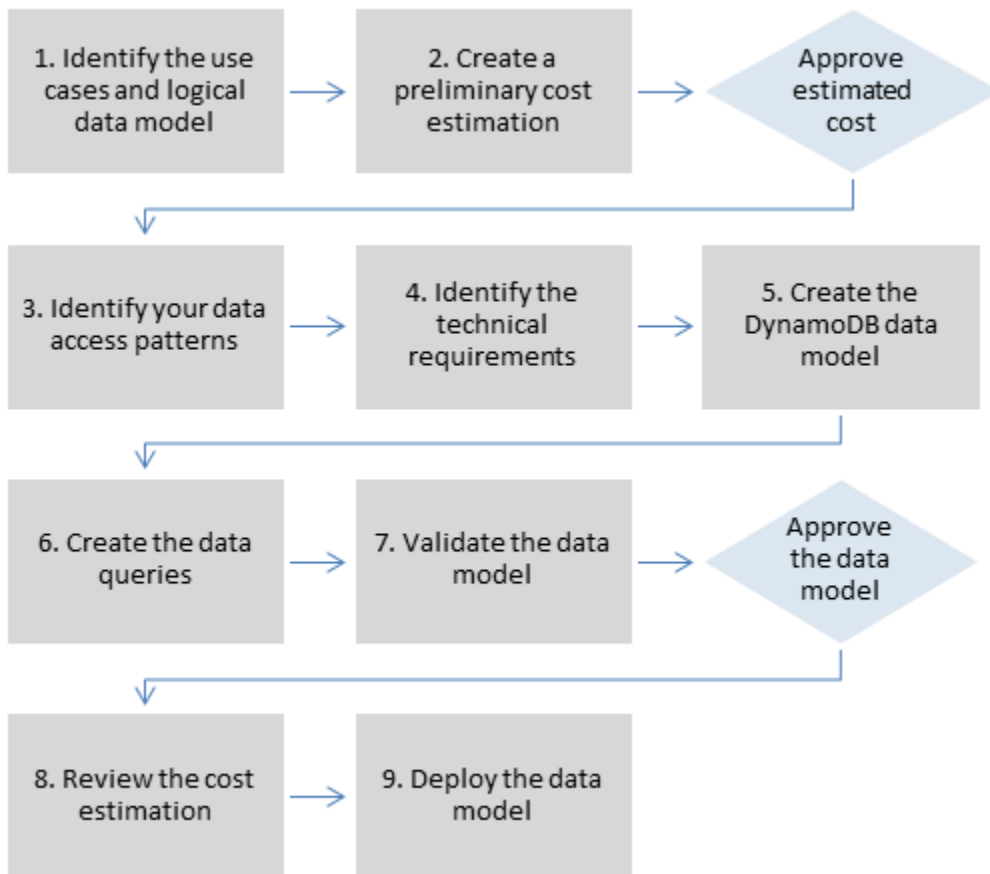 1. Identify the use
cases and logical
data model
2. Create a
preliminary cost
estimation
Approve
estimated
cost
3. Identify your data
access patterns
4. Identify the
technical
requirements
5. Create the
DynamoDB data
model
6. Create the data
queries
7. Validate the data
model
Approve
the data
model
8. Review the cost
estimation
9. Deploy the data
model